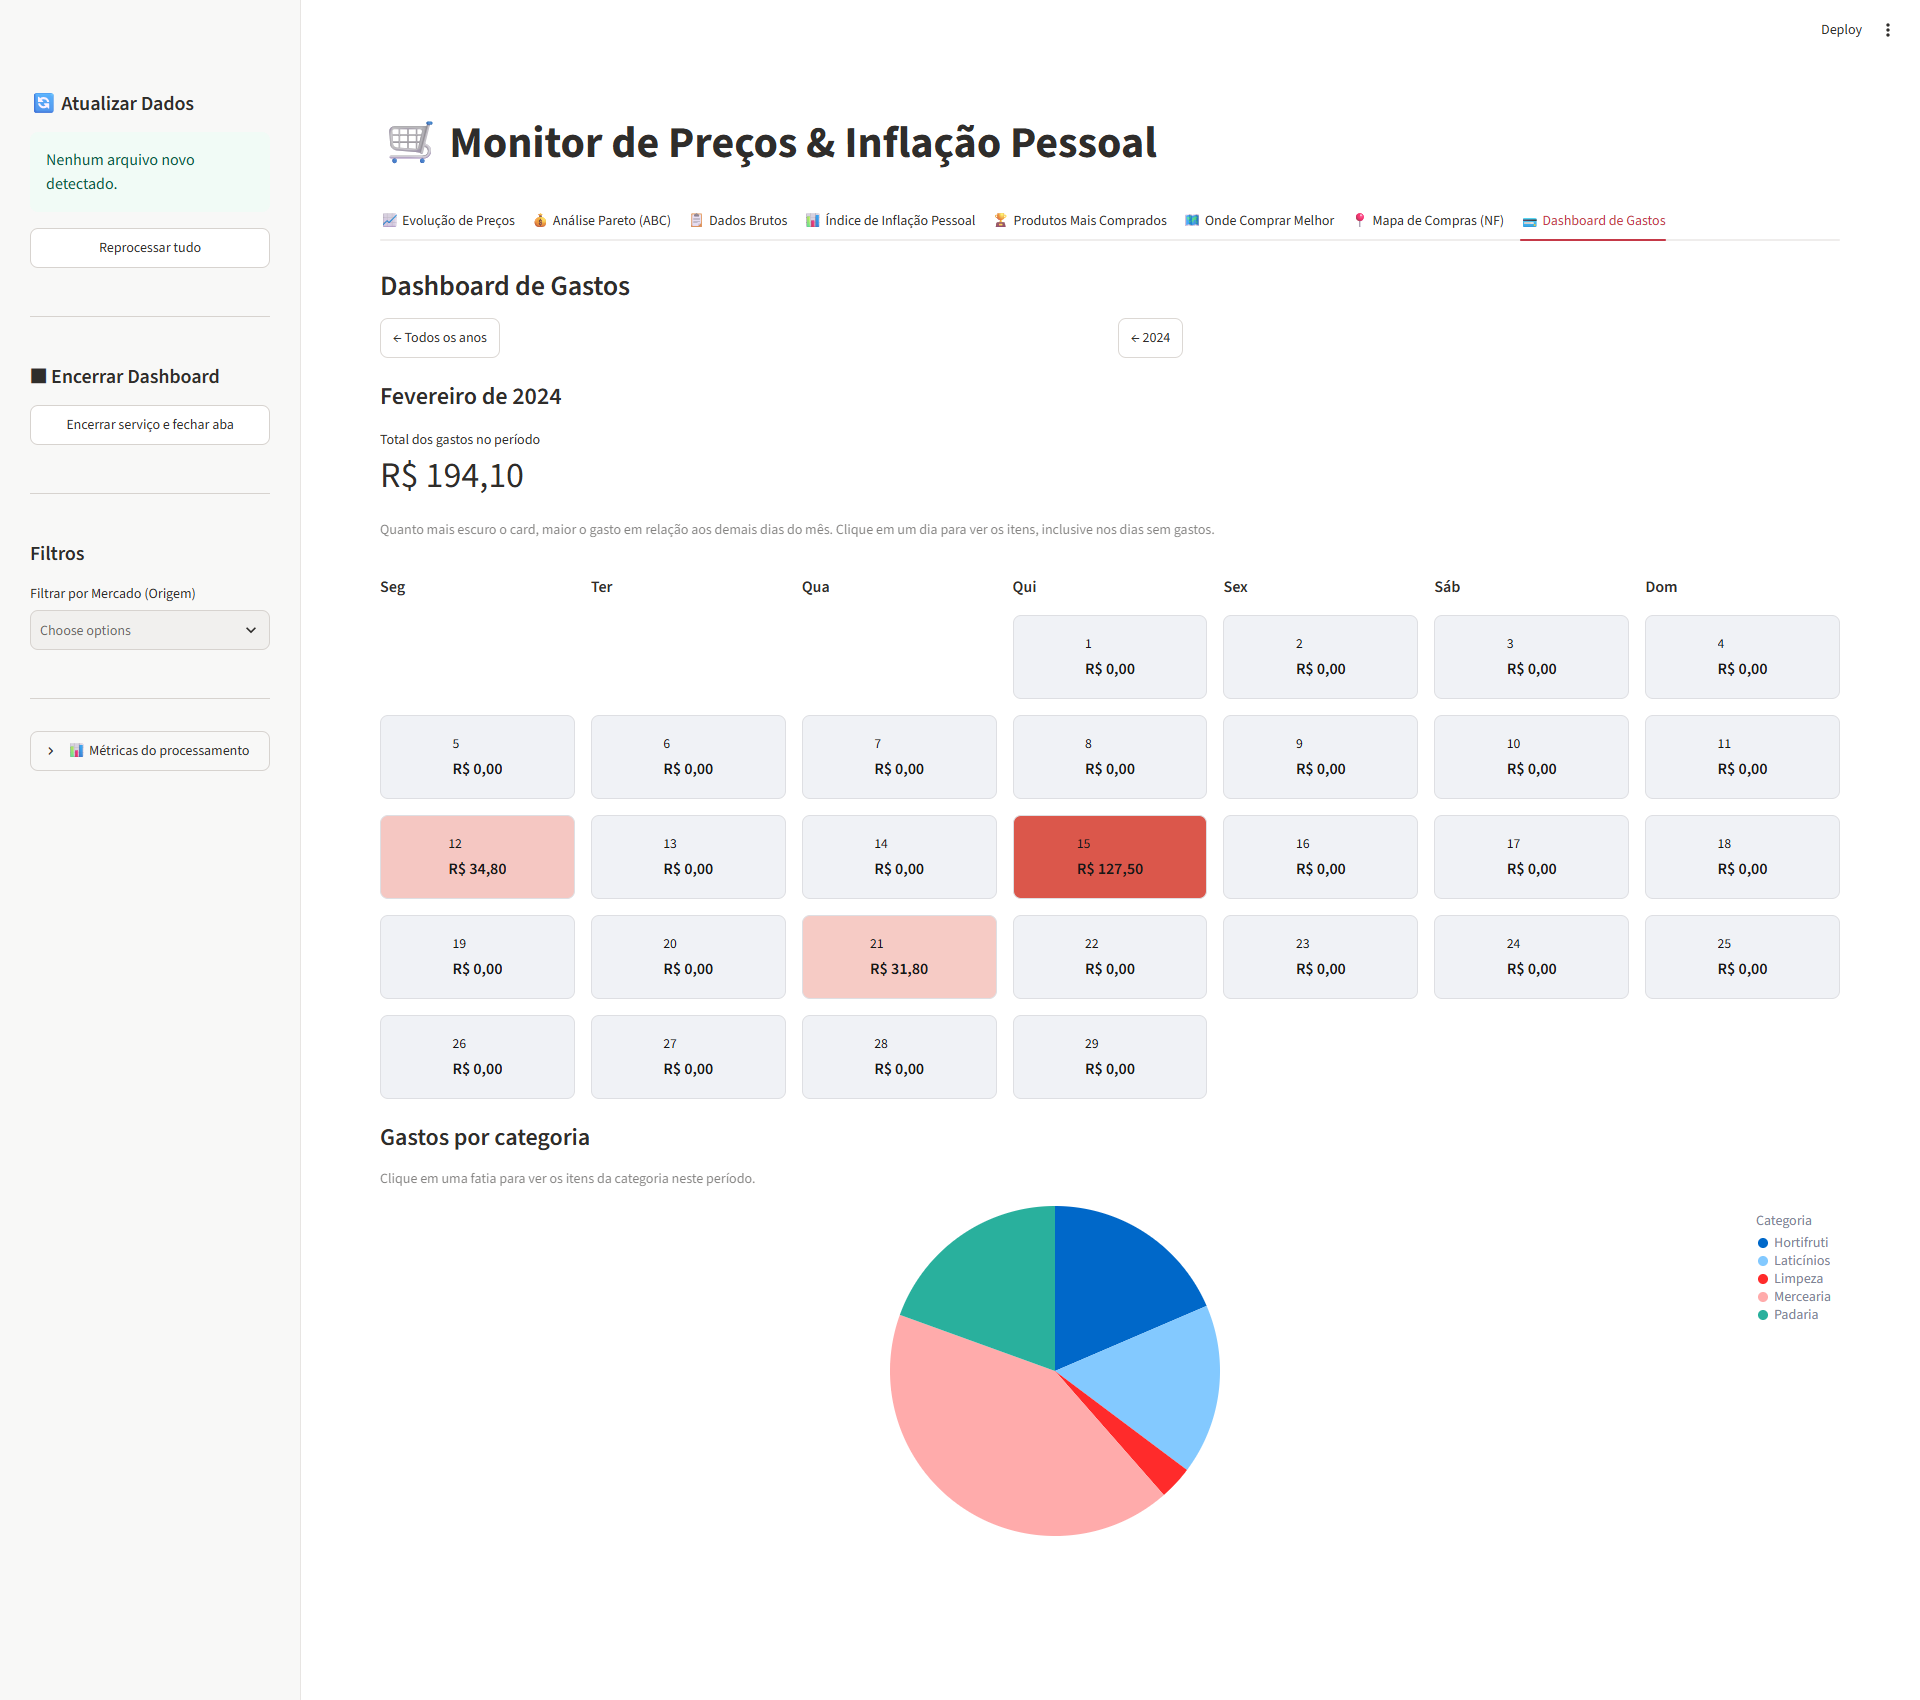 Deploy
Atualizar Dados
Nenhum arquivo novo
detectado.
Reprocessar tudo
Encerrar Dashboard
Encerrar serviço e fechar aba
Filtros
Filtrar por Mercado (Origem)
Choose options
Métricas do processamento
Monitor de Preços & Inflação Pessoal
Evolução de Preços
Análise Pareto (ABC)
Dados Brutos
Índice de Inflação Pessoal
Produtos Mais Comprados
Onde Comprar Melhor
Mapa de Compras (NF)
Dashboard de Gastos
Dashboard de Gastos
← Todos os anos
← 2024
Fevereiro de 2024
Total dos gastos no período
R$ 194,10
Quanto mais escuro o card, maior o gasto em relação aos demais dias do mês. Clique em um dia para ver os itens, inclusive nos dias sem gastos.
Seg
Ter
Qua
Qui
Sex
Sáb
Dom
1
R$ 0,00
2
R$ 0,00
3
R$ 0,00
4
R$ 0,00
5
R$ 0,00
6
R$ 0,00
7
R$ 0,00
8
R$ 0,00
9
R$ 0,00
10
R$ 0,00
11
R$ 0,00
12
R$ 34,80
13
R$ 0,00
14
R$ 0,00
15
R$ 127,50
16
R$ 0,00
17
R$ 0,00
18
R$ 0,00
19
R$ 0,00
20
R$ 0,00
21
R$ 31,80
22
R$ 0,00
23
R$ 0,00
24
R$ 0,00
25
R$ 0,00
26
R$ 0,00
27
R$ 0,00
28
R$ 0,00
29
R$ 0,00
Gastos por categoria
Clique em uma fatia para ver os itens da categoria neste período.
Categoria
Hortifruti
Laticínios
Limpeza
Mercearia
Padaria